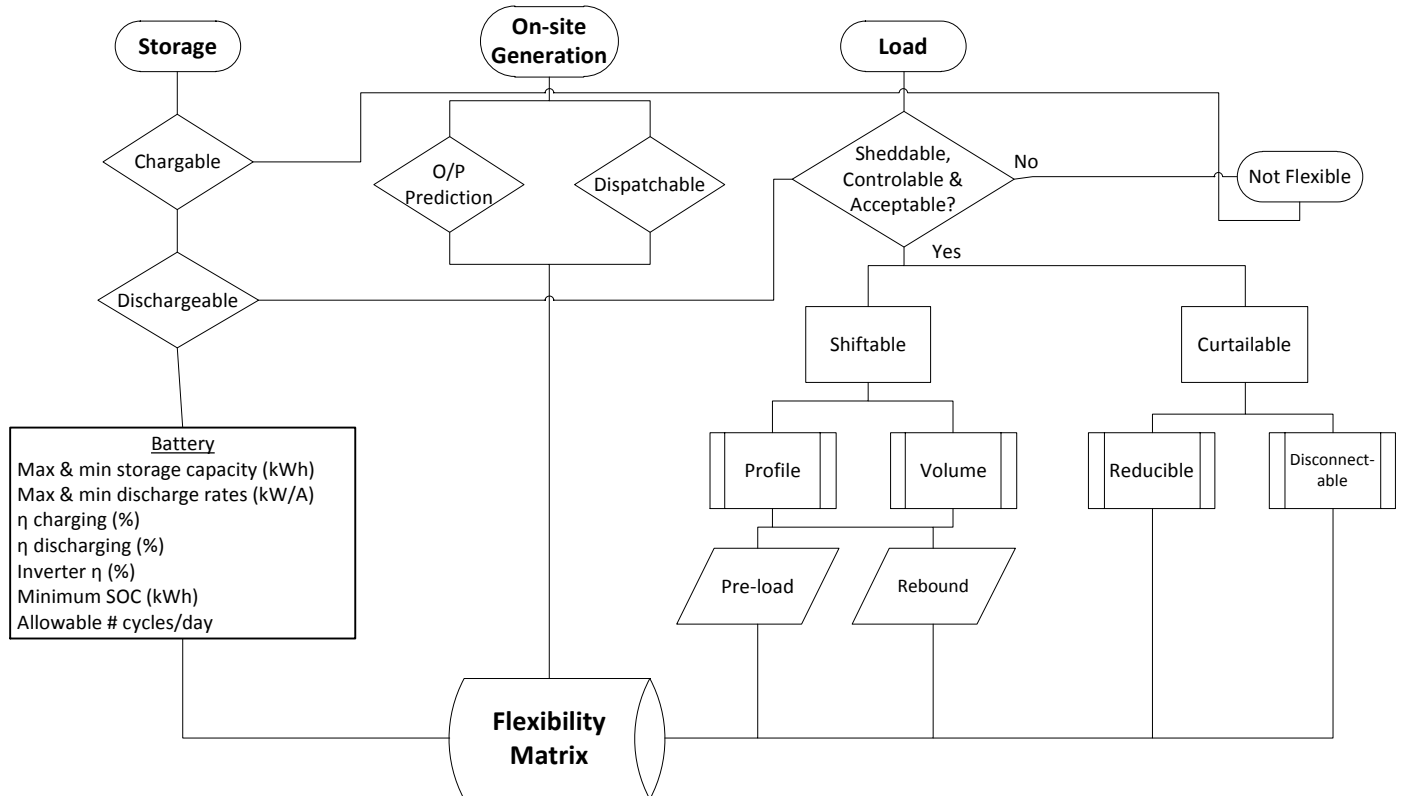 Storage
On-site
Generation
Load
Chargable
O/P
Prediction
Dispatchable
Sheddable,
Controlable &
Acceptable?
No
Not Flexible
Yes
Dischargeable
Shiftable
Curtailable
Battery
Max & min storage capacity (kWh)
Max & min discharge rates (kW/A)
η charging (%)
η discharging (%)
Inverter η (%)
Minimum SOC (kWh)
Allowable # cycles/day
Profile
Volume
Reducible
Disconnect-
able
Pre-load
Rebound
Flexibility
Matrix